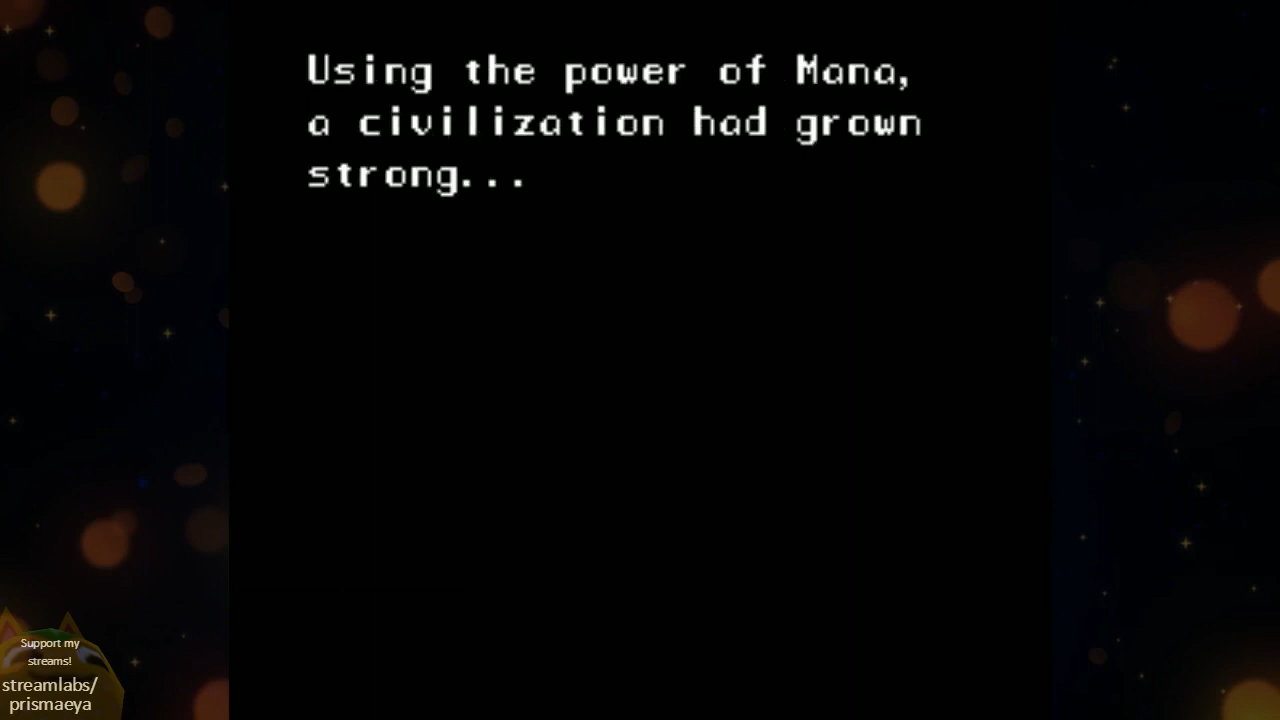 Using the power of Mana,
a civilization had grown
strong...
Support my
streams!
streamlabs/
prismaeya